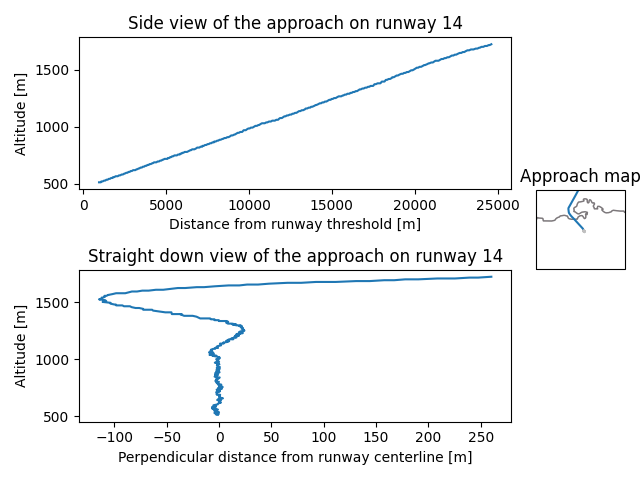 Side view of the approach on runway 14
Altitude [m]
1500
1000
500
0
5000
10000
15000
20000
25000
Distance from runway threshold [m]
Approach map
Straight down view of the approach on runway 14
Altitude [m]
1500
1000
500
−100
−50
0
50
100
150
200
250
Perpendicular distance from runway centerline [m]